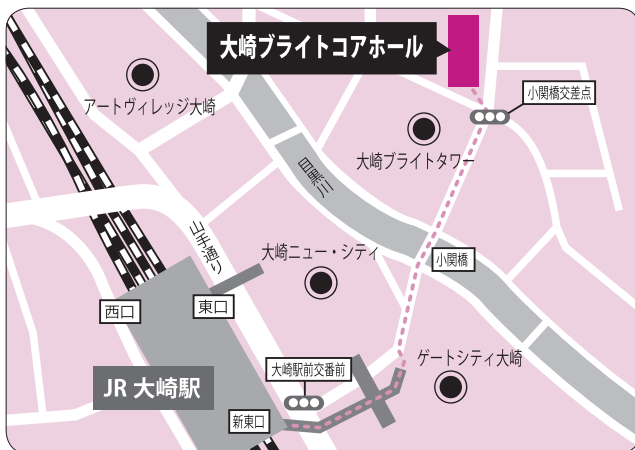 大崎ブライトコアホール
小関橋交差点
アートヴィレッジ大崎
大崎ブライトタワー
目黒川
山手通り
大崎ニュー・シティ
小関橋
西口
東口
大崎駅前交番前
ゲートシティ大崎
JR 大崎駅
新東口